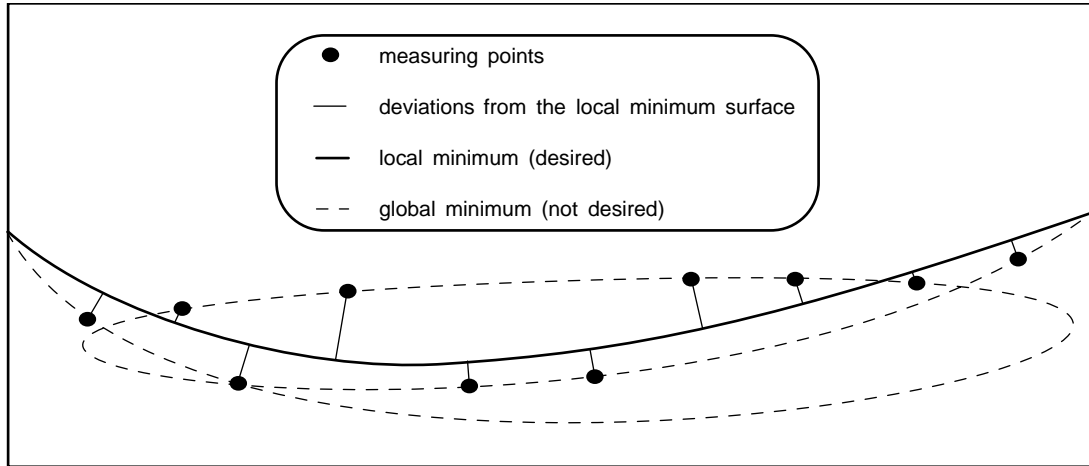 measuring points
deviations from the local minimum surface
local minimum (desired)
global minimum (not desired)